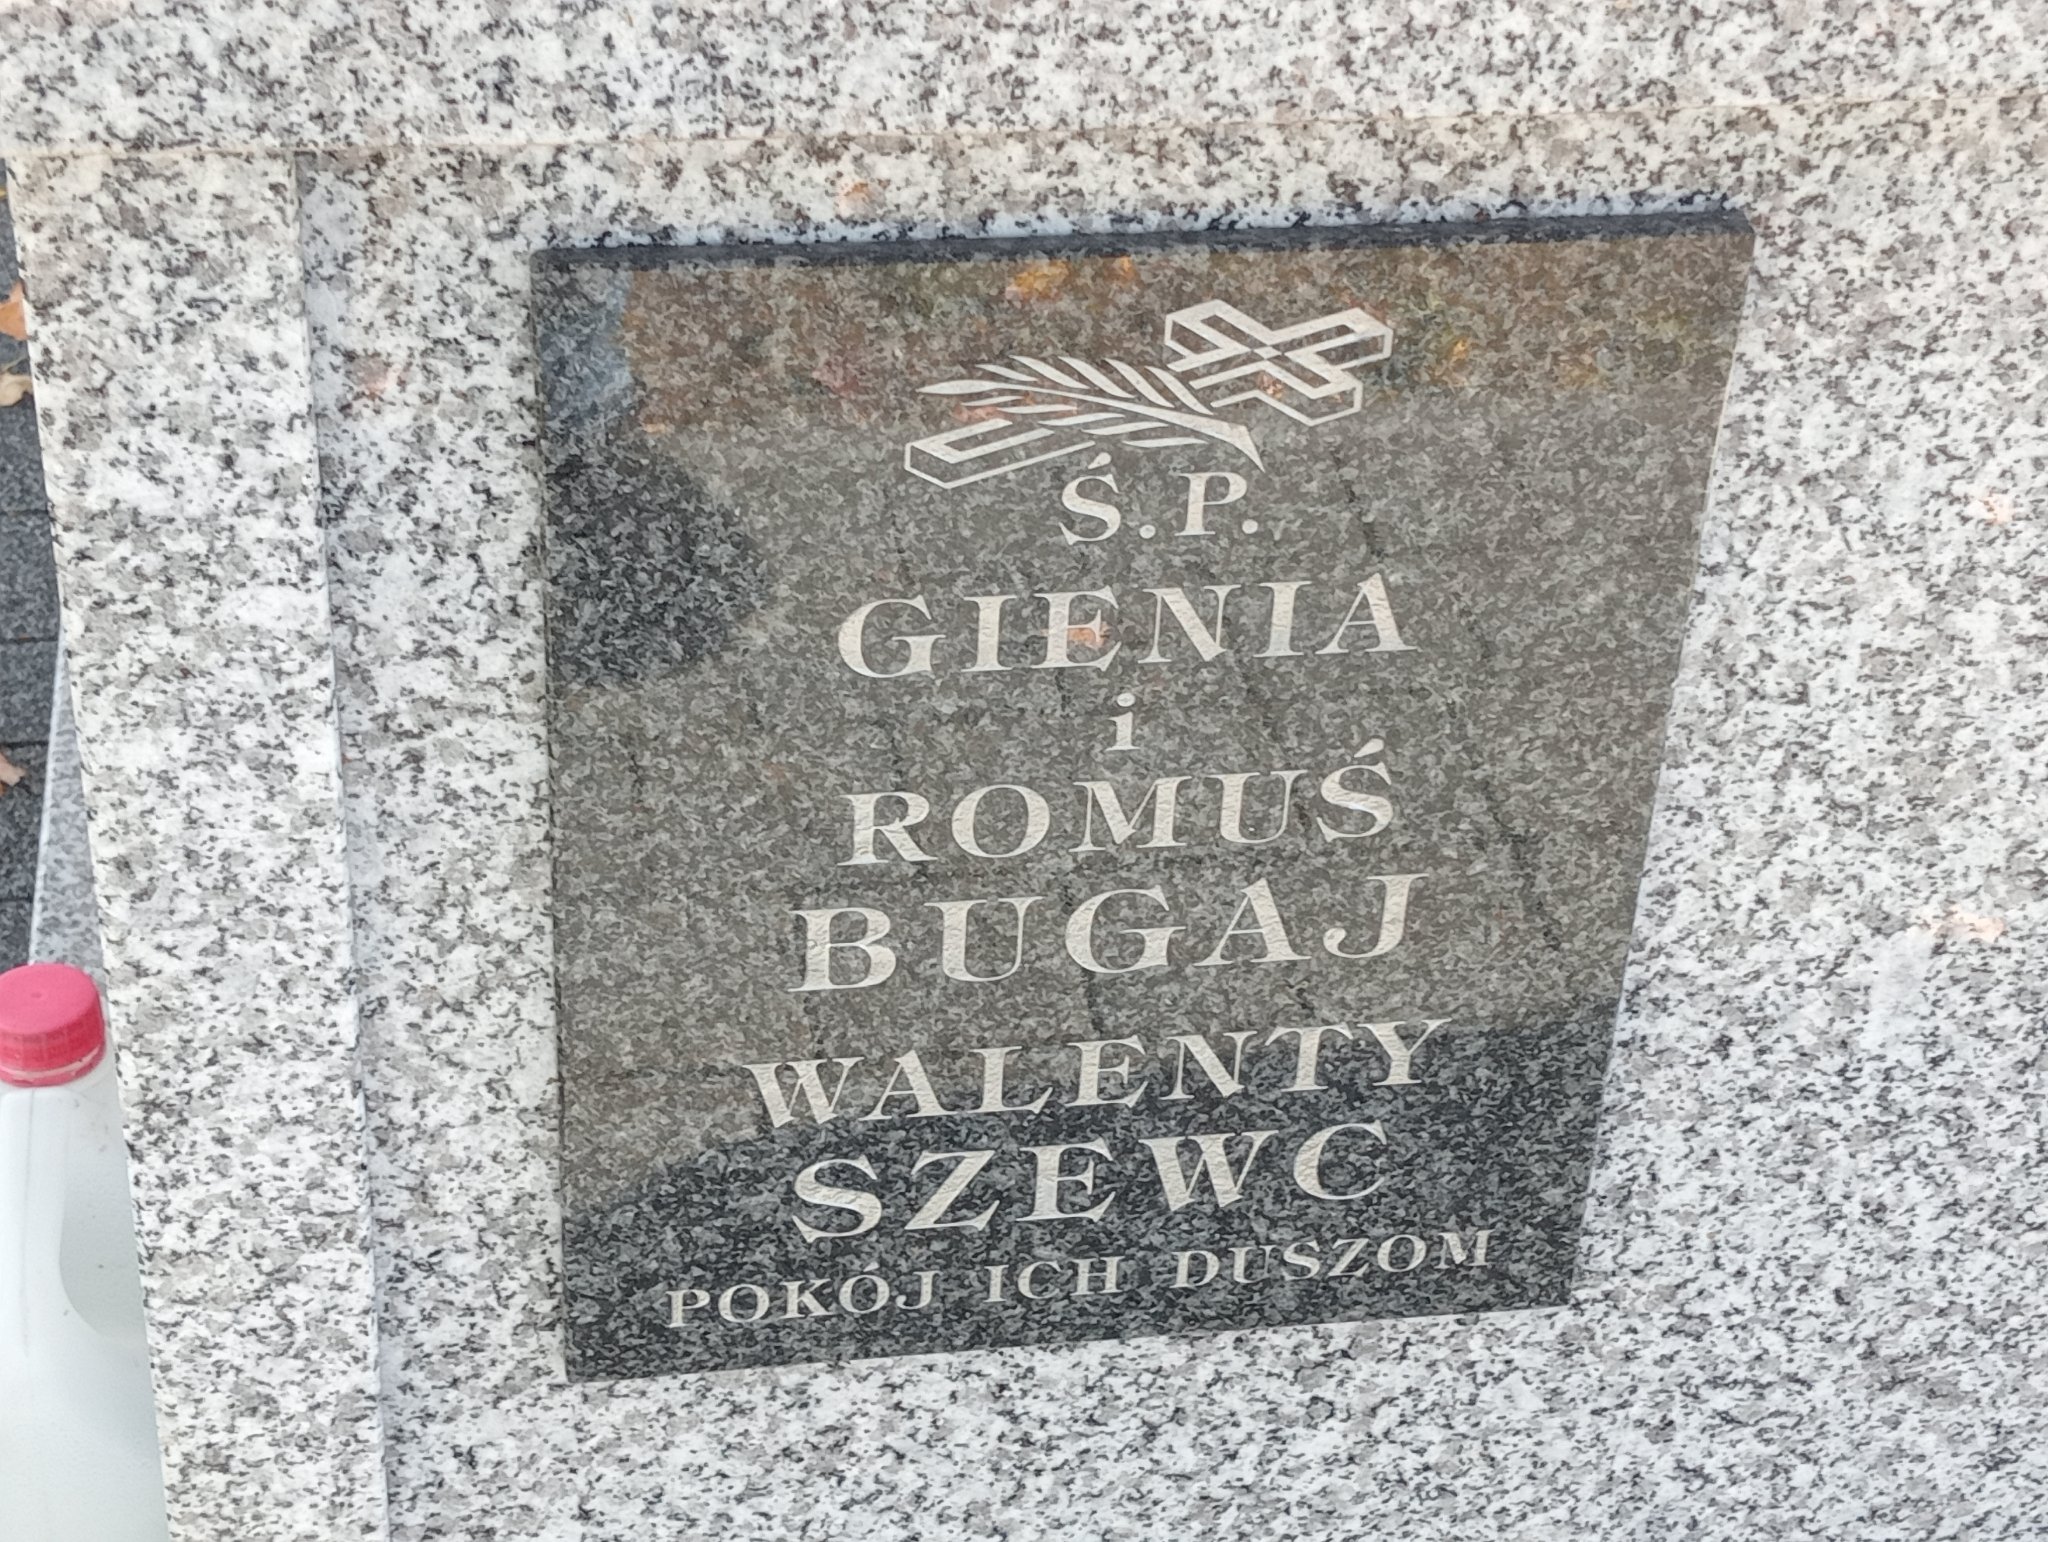 Ś.P.
GIENIA
i
ROMUŚ
BUGAJ
WALENTY
SZEWC
POKÓJ ICH DUSZOM